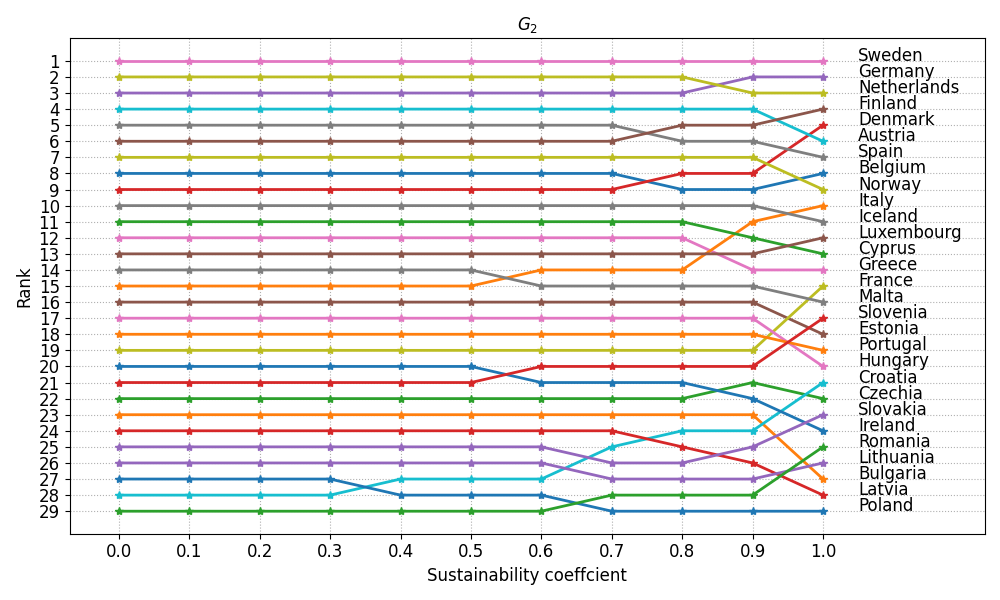 G₂
1
2
3
4
5
6
7
8
9
10
11
12
13
14
15
16
17
18
19
20
21
22
23
24
25
26
27
28
29
Rank
Sweden
Germany
Netherlands
Finland
Denmark
Austria
Spain
Belgium
Norway
Italy
Iceland
Luxembourg
Cyprus
Greece
France
Malta
Slovenia
Estonia
Portugal
Hungary
Croatia
Czechia
Slovakia
Ireland
Romania
Lithuania
Bulgaria
Latvia
Poland
0.0 0.1 0.2 0.3 0.4 0.5 0.6 0.7 0.8 0.9 1.0
Sustainability coeffcient